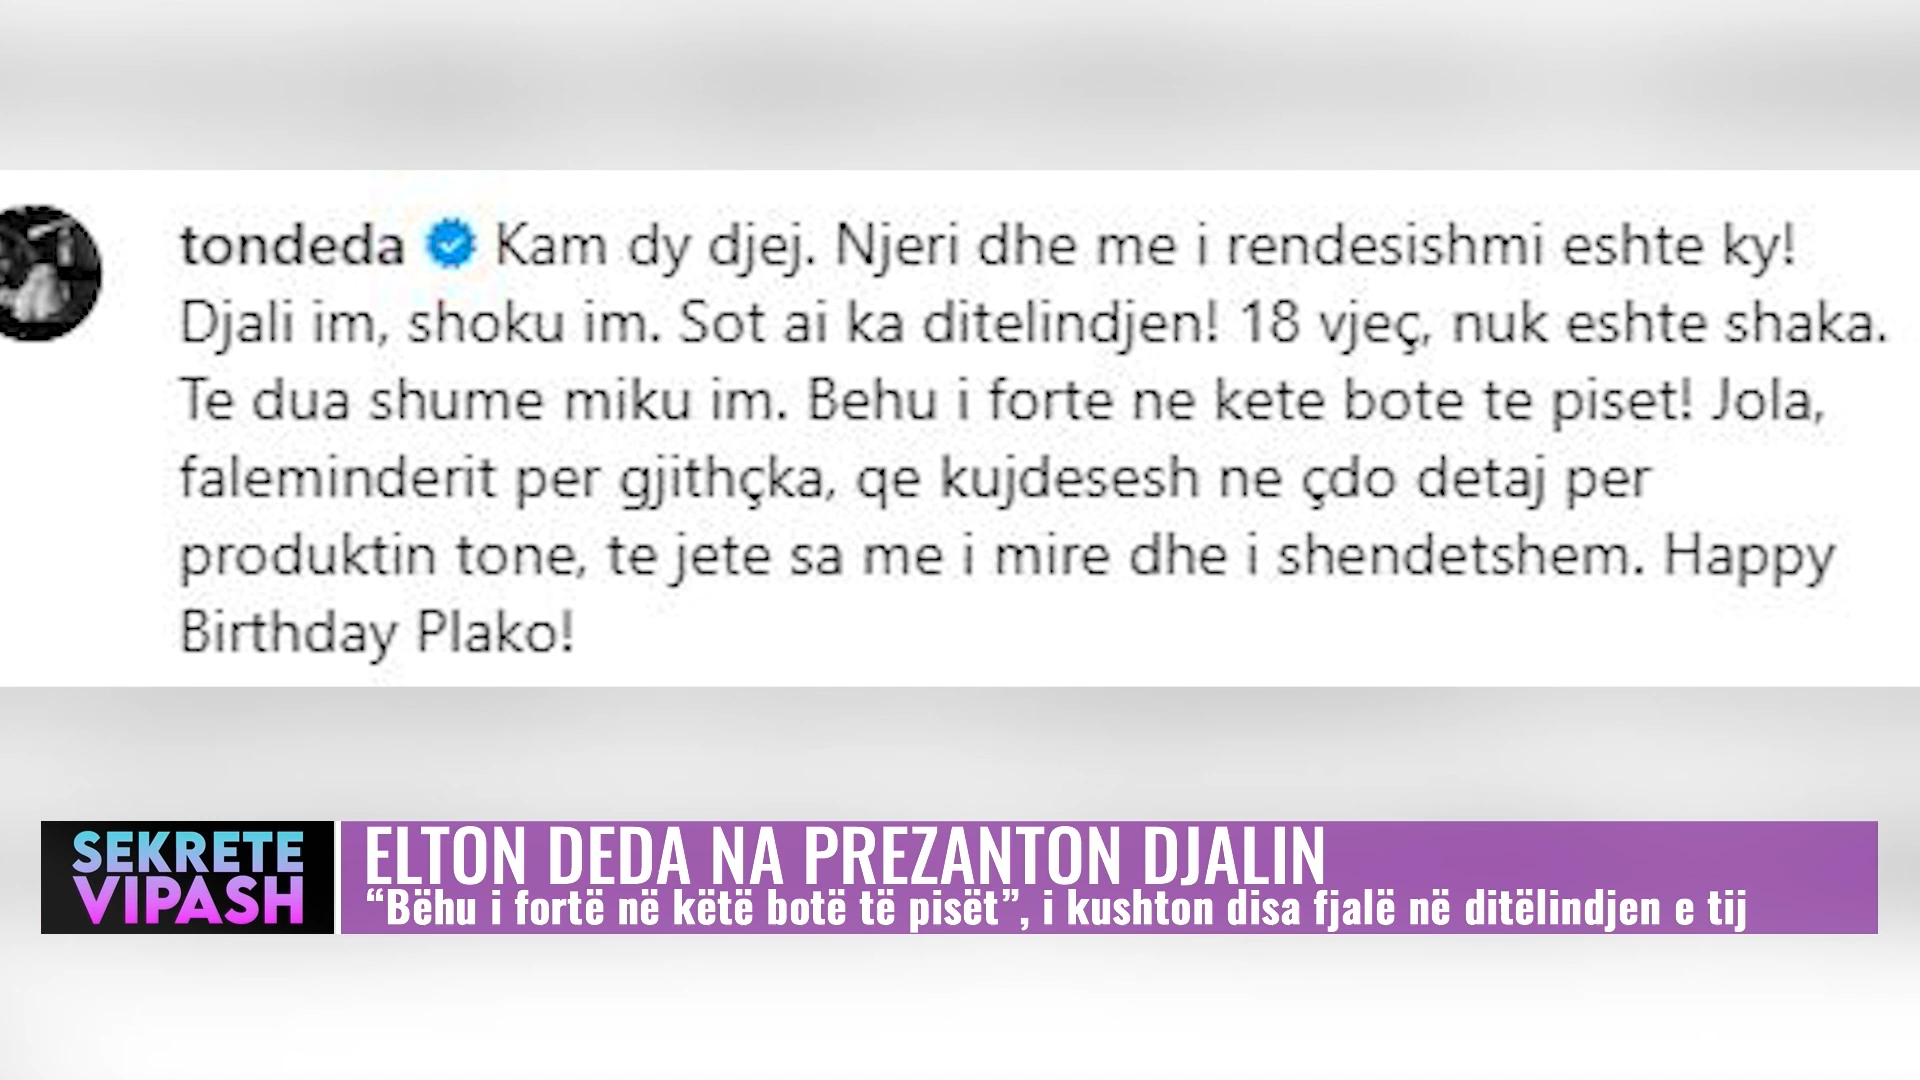 tondeda Kam dy djej. Njeri dhe me i rendesishmi eshte ky!
Djali im, shoku im. Sot ai ka ditelindjen! 18 vjeç, nuk eshte shaka.
Te dua shume miku im. Behu i forte ne kete bote te piset! Jola,
faleminderit per gjithçka, qe kujdesesh ne çdo detaj per
produktin tone, te jete sa me i mire dhe i shendetshem. Happy
Birthday Plako!
SEKRETE
VIPASH
ELTON DEDA NA PREZANTON DJALIN
“Bëhu i fortë në këtë botë të pisët”, i kushton disa fjalë në ditëlindjen e tij